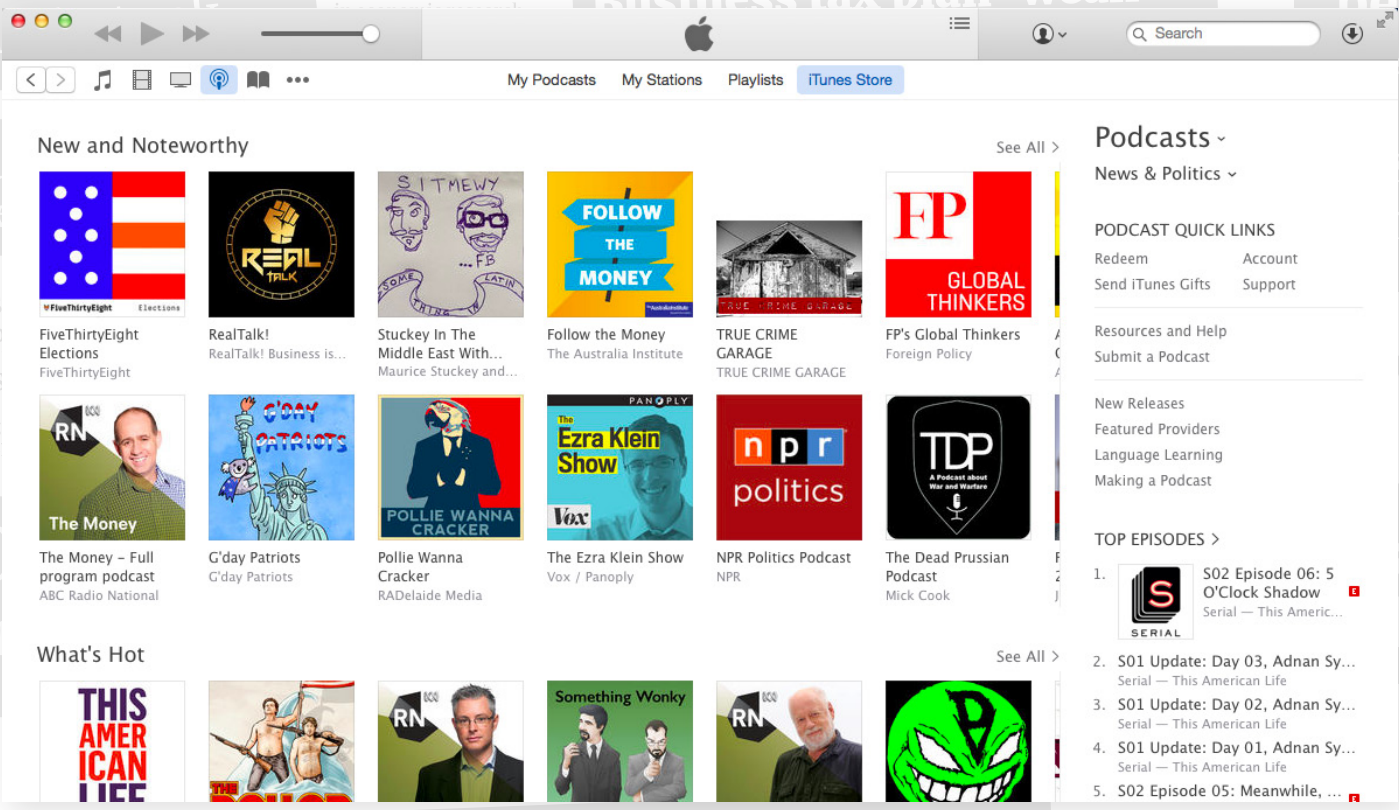 Search
My Podcasts
My Stations
Playlists
iTunes Store
New and Noteworthy
See All >
FiveThirtyEight
Elections
REAL
TALK
SITMEWY
...FB
SOME
THING IN
LATIN
FOLLOW
THE
MONEY
TheAustraliaInstitute
TRUE CRIME GARAGE
FP
GLOBAL
THINKERS
FiveThirtyEight
Elections
FiveThirtyEight
RealTalk!
RealTalk! Business is...
Stuckey In The
Middle East With...
Maurice Stuckey and...
Follow the Money
The Australia Institute
TRUE CRIME
GARAGE
TRUE CRIME GARAGE
FP's Global Thinkers
Foreign Policy
RN
The Money
G'DAY
PATRIOTS
POLLIE WANNA
CRACKER
PANOPLY
The
Ezra Klein
Show
Vox
npr
politics
TDP
A Podcast about
War and Warfare
The Money – Full
program podcast
ABC Radio National
G'day Patriots
G'day Patriots
Pollie Wanna
Cracker
RADelaide Media
The Ezra Klein Show
Vox / Panoply
NPR Politics Podcast
NPR
The Dead Prussian
Podcast
Mick Cook
What's Hot
See All >
THIS
AMER
ICAN
LIFE
THE
RN
Something Wonky
RN
Podcasts
News & Politics
PODCAST QUICK LINKS
Redeem
Account
Send iTunes Gifts
Support
Resources and Help
Submit a Podcast
New Releases
Featured Providers
Language Learning
Making a Podcast
TOP EPISODES >
1.
S
SERIAL
S02 Episode 06: 5
O'Clock Shadow
E
Serial — This Americ...
2. S01 Update: Day 03, Adnan Sy...
Serial — This American Life
3. S01 Update: Day 02, Adnan Sy...
Serial — This American Life
4. S01 Update: Day 01, Adnan Sy...
Serial — This American Life
5. S02 Episode 05: Meanwhile, ...
E